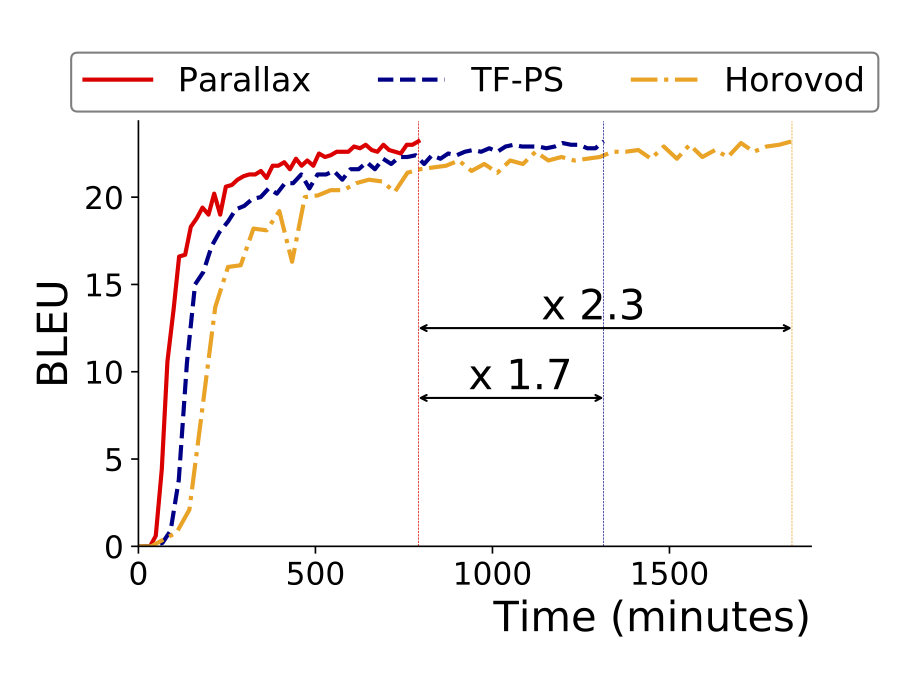 Parallax TF-PS Horovod
20
15
10
5
0
BLEU
x 2.3
x 1.7
0 500 1000 1500
Time (minutes)